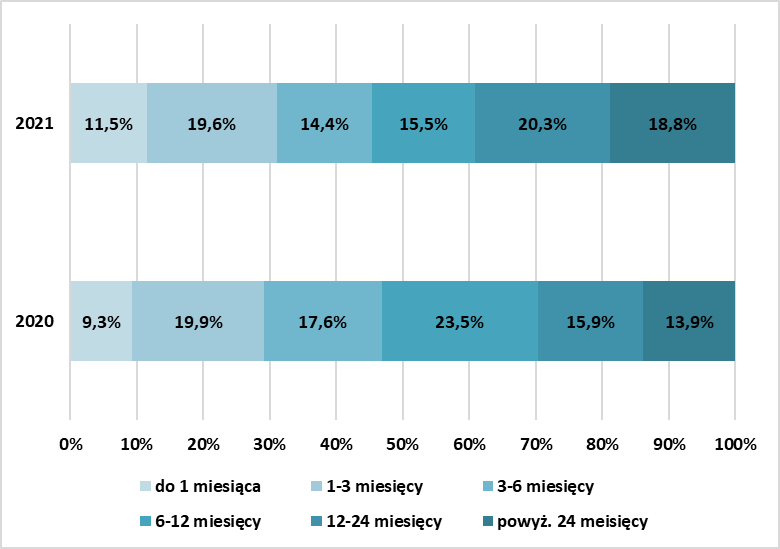 2021
11,5% 19,6% 14,4% 15,5% 20,3% 18,8%
2020
9,3% 19,9% 17,6% 23,5% 15,9% 13,9%
0% 10% 20% 30% 40% 50% 60% 70% 80% 90% 100%
do 1 miesiąca 1-3 miesięcy 3-6 miesięcy
6-12 miesięcy 12-24 miesięcy powyż. 24 meisięcy